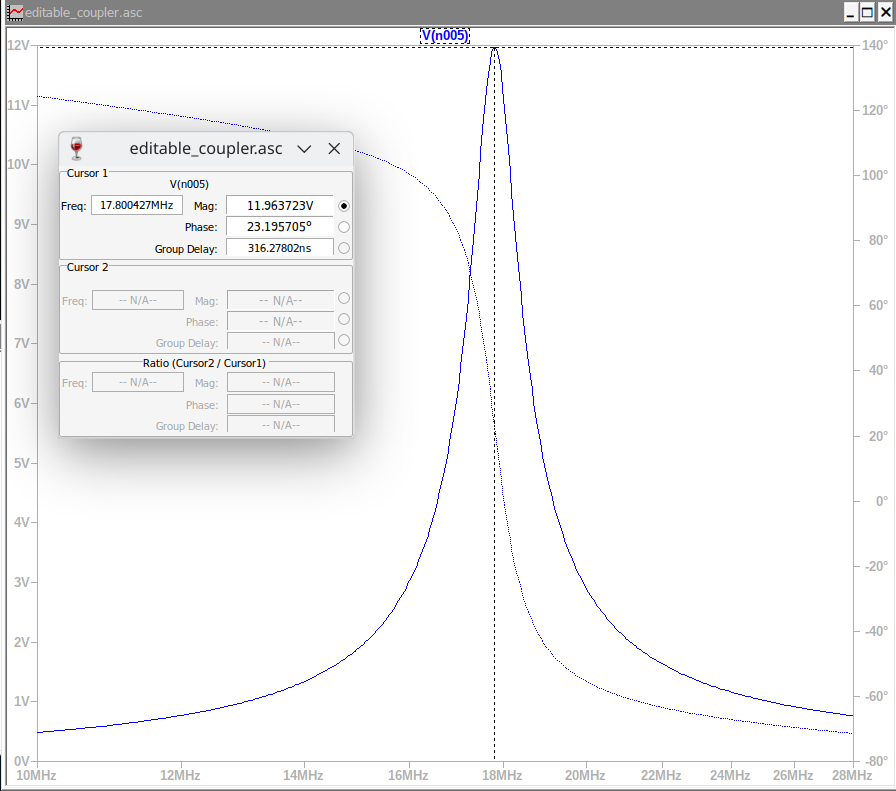 editable_coupler.asc
V(n005)
12V
11V
10V
9V
8V
7V
6V
5V
4V
3V
2V
1V
0V
140°
120°
100°
80°
60°
40°
20°
0°
-20°
-40°
-60°
-80°
10MHz 12MHz 14MHz 16MHz 18MHz 20MHz 22MHz 24MHz 26MHz 28MHz
editable_coupler.asc
Cursor 1
V(n005)
Freq: 17.800427MHz Mag: 11.963723V
Phase: 23.195705°
Group Delay: 316.27802ns
Cursor 2
Freq: -- N/A-- Mag: -- N/A--
Phase: -- N/A--
Group Delay: -- N/A--
Ratio (Cursor2 / Cursor1)
Freq: -- N/A-- Mag: -- N/A--
Phase: -- N/A--
Group Delay: -- N/A--